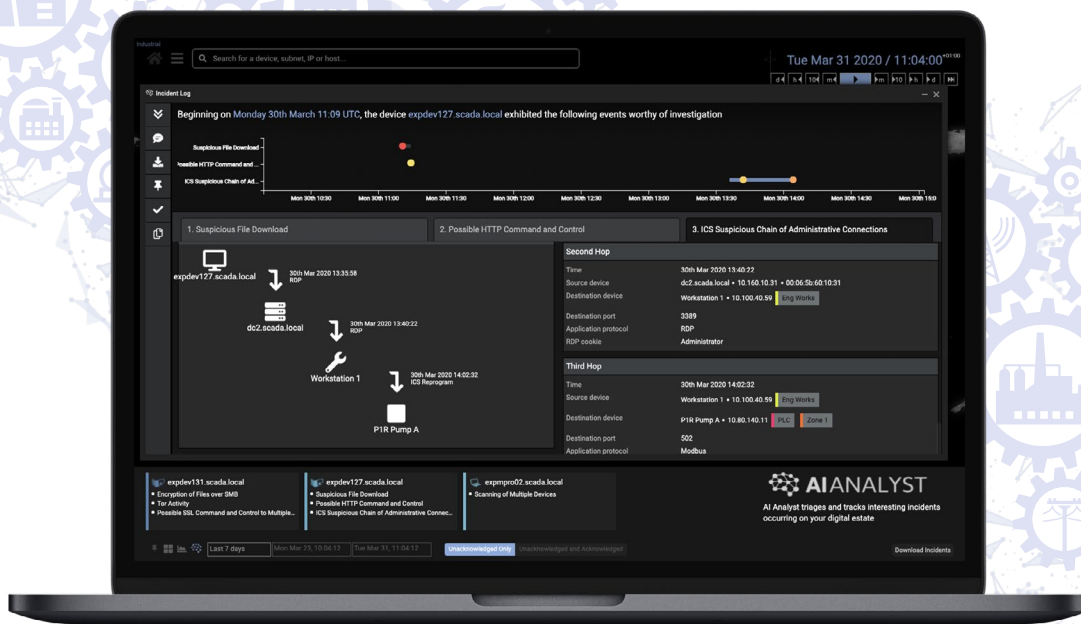 Industrial
Search for a device, subnet, IP or host...
Tue Mar 31 2020 / 11:04:00+01:00
d h 10 m m 10 h d
Incident Log
Beginning on Monday 30th March 11:09 UTC, the device expdev127.scada.local exhibited the following events worthy of investigation
Suspicious File Download
Possible HTTP Command and ...
ICS Suspicious Chain of Ad...
Mon 30th 10:30 Mon 30th 11:00 Mon 30th 11:30 Mon 30th 12:00 Mon 30th 12:30 Mon 30th 13:00 Mon 30th 13:30 Mon 30th 14:00 Mon 30th 14:30 Mon 30th 15:0
1. Suspicious File Download
2. Possible HTTP Command and Control
3. ICS Suspicious Chain of Administrative Connections
expdev127.scada.local
30th Mar 2020 13:35:58
RDP
dc2.scada.local
30th Mar 2020 13:40:22
RDP
Workstation 1
30th Mar 2020 14:02:32
ICS Reprogram
P1R Pump A
Second Hop
Time 30th Mar 2020 13:40:22
Source device dc2.scada.local • 10.160.10.31 • 00:06:5b:60:10:31
Destination device Workstation 1 • 10.100.40.59 Eng Works
Destination port 3389
Application protocol RDP
RDP cookie Administrator
Third Hop
Time 30th Mar 2020 14:02:32
Source device Workstation 1 • 10.100.40.59 Eng Works
Destination device P1R Pump A • 10.80.140.11 PLC Zone 1
Destination port 502
Application protocol Modbus
expdev131.scada.local
• Encryption of Files over SMB
• Tor Activity
• Possible SSL Command and Control to Multiple...
expdev127.scada.local
• Suspicious File Download
• Possible HTTP Command and Control
• ICS Suspicious Chain of Administrative Connec...
expmpro02.scada.local
• Scanning of Multiple Devices
AI ANALYST
AI Analyst triages and tracks interesting incidents
occurring on your digital estate
Last 7 days Mon Mar 23, 10:04:12 Tue Mar 31, 11:04:12 Unacknowledged Only Unacknowledged and Acknowledged
Download Incidents